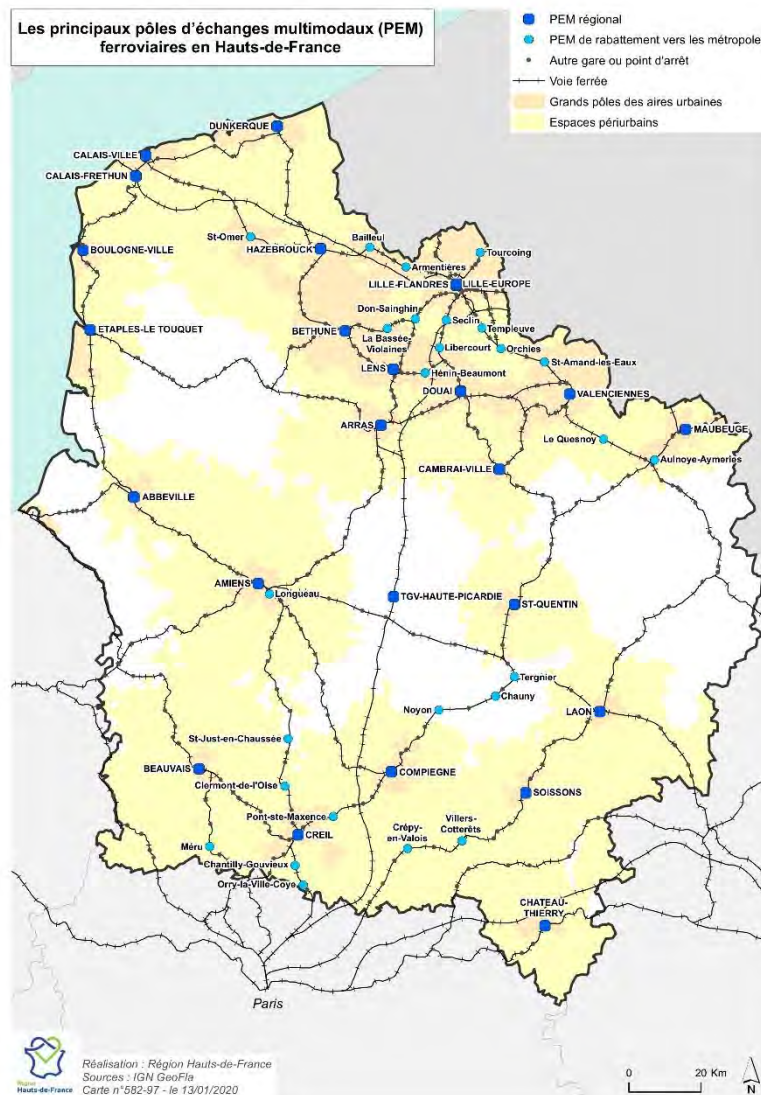 Les principaux pôles d'échanges multimodaux (PEM)
ferroviaires en Hauts-de-France
PEM régional
PEM de rabattement vers les métropole
Autre gare ou point d'arrêt
Voie ferrée
Grands pôles des aires urbaines
Espaces périurbains
DUNKERQUE
CALAIS-VILLE
CALAIS-FRETHUN
St-Omer
Bailleul
BOULOGNE-VILLE
HAZEBROUCK
Tourcoing
Armentières
LILLE-FLANDRES
LILLE-EUROPE
Don-Sainghin
Seclin
ETAPLES-LE TOUQUET
BETHUNE
Templeuve
La Bassée-
Violaines
Libercourt
Orchies
St-Amand-les-Eaux
LENS
Hénin-Beaumont
DOUAI
VALENCIENNES
ARRAS
MAUBEUGE
Le Quesnoy
CAMBRAI-VILLE
Aulnoye-Aymeries
ABBEVILLE
AMIENS
Longueau
TGV-HAUTE-PICARDIE
ST-QUENTIN
Tergnier
Chauny
Noyon
LAON
St-Just-en-Chaussée
BEAUVAIS
COMPIEGNE
Clermont-de-l'Oise
SOISSONS
Pont-ste-Maxence
CREIL
Villers-
Cotterêts
Crépy-
en-Valois
Méru
Chantilly-Gouvieux
Orry-la-Ville-Coye
CHATEAU-
THIERRY
Paris
Région
Hauts-de-France
Réalisation : Région Hauts-de-France
Sources : IGN GeoFla
Carte n°582-97 - le 13/01/2020
0 20 Km
N